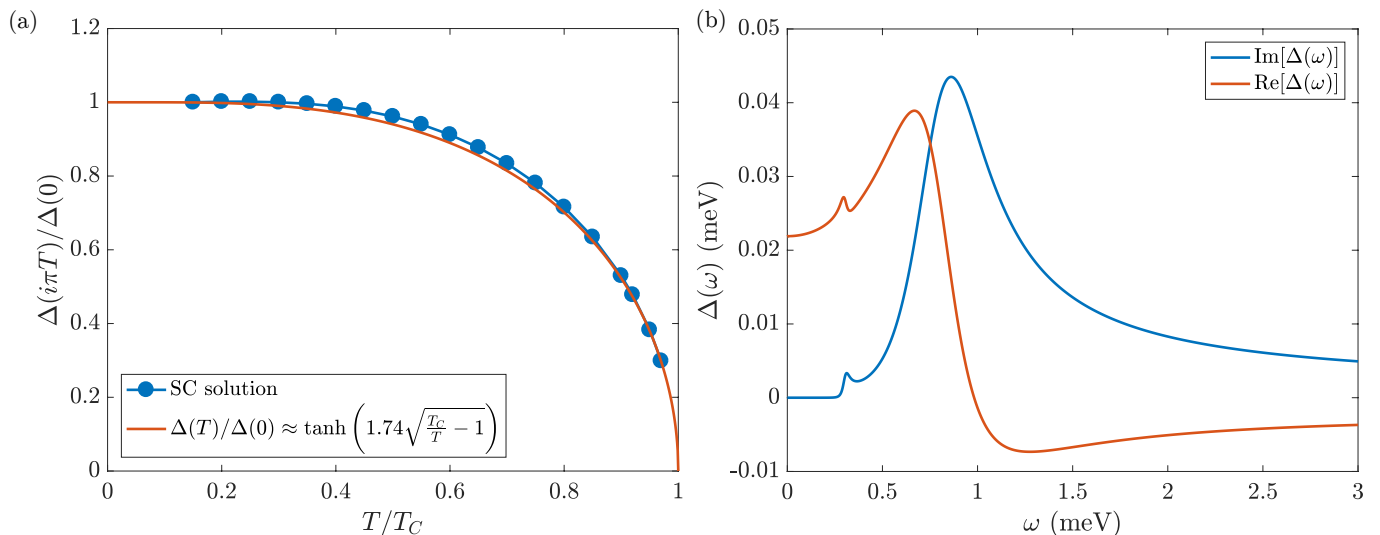 (a)
1.2
1
0.8
0.6
0.4
0.2
0
Δ(iπT)/Δ(0)
SC solution
Δ(T)/Δ(0) ≈ tanh (1.74√(T_C/T − 1))
0 0.2 0.4 0.6 0.8 1
T/T_C
(b)
0.05
0.04
0.03
0.02
0.01
0
-0.01
Δ(ω) (meV)
Im[Δ(ω)]
Re[Δ(ω)]
0 0.5 1 1.5 2 2.5 3
ω (meV)